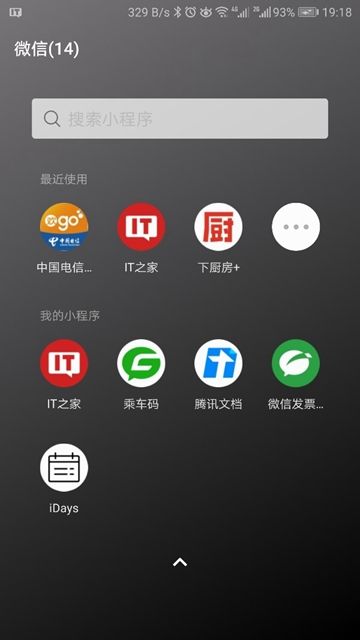 329 B/s 4G 2G 93% 19:18
微信(14)
搜索小程序
最近使用
go
中国电信
IT
厨
中国电信... IT之家 下厨房+
我的小程序
IT
IT之家 乘车码 腾讯文档 微信发票...
iDays